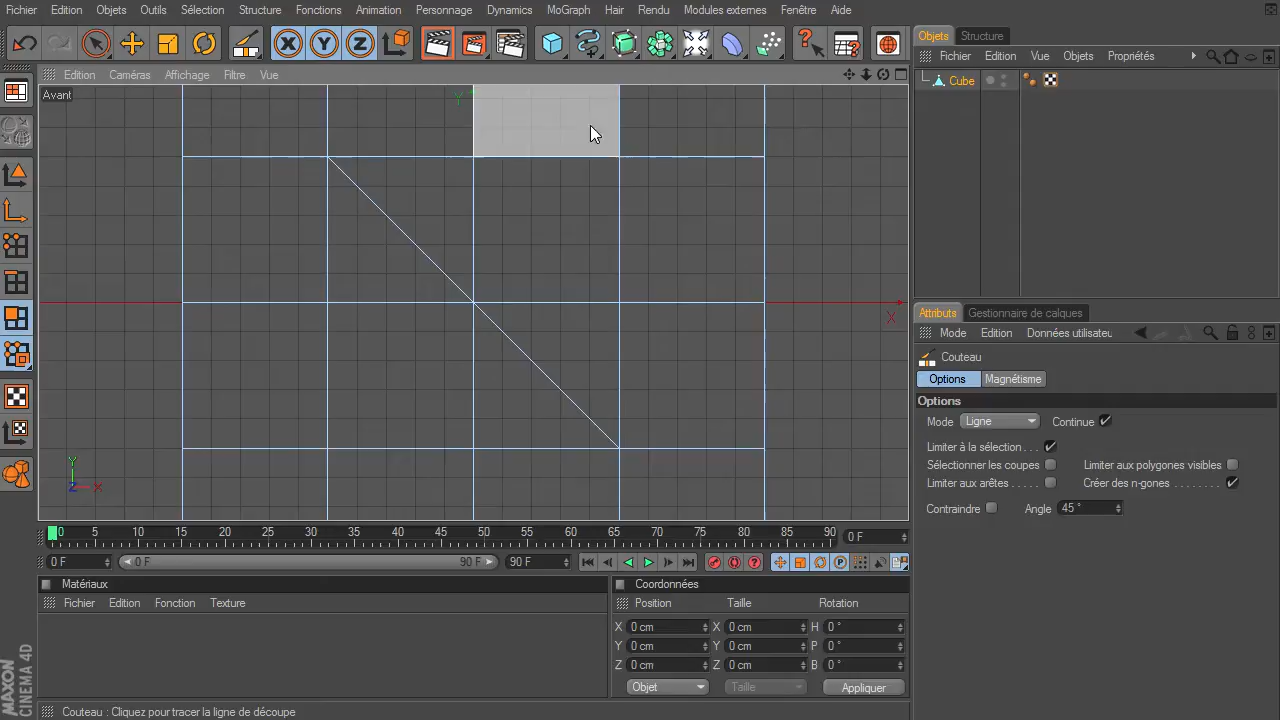 Fichier Edition Objets Outils Sélection Structure Fonctions Animation Personnage Dynamics MoGraph Hair Rendu Modules externes Fenêtre Aide
Objets Structure
Fichier Edition Vue Objets Propriétés
Edition Caméras Affichage Filtre Vue
Cube
Avant
Y
X
Attributs Gestionnaire de calques
Mode Edition Données utilisateu
Couteau
Options Magnétisme
Options
Mode Ligne Continue
Limiter à la sélection . . .
Sélectionner les coupes Limiter aux polygones visibles
Limiter aux arêtes . . . . . Créer des n-gones . . . . . . . .
Contraindre Angle 45 °
Y
Z X
0 5 10 15 20 25 30 35 40 45 50 55 60 65 70 75 80 85 90 0 F
0 F 0 F 90 F 90 F
Matériaux
Fichier Edition Fonction Texture
Coordonnées
Position Taille Rotation
X 0 cm X 0 cm H 0 °
Y 0 cm Y 0 cm P 0 °
Z 0 cm Z 0 cm B 0 °
Objet Taille Appliquer
MAXON
CINEMA 4D
Couteau : Cliquez pour tracer la ligne de découpe